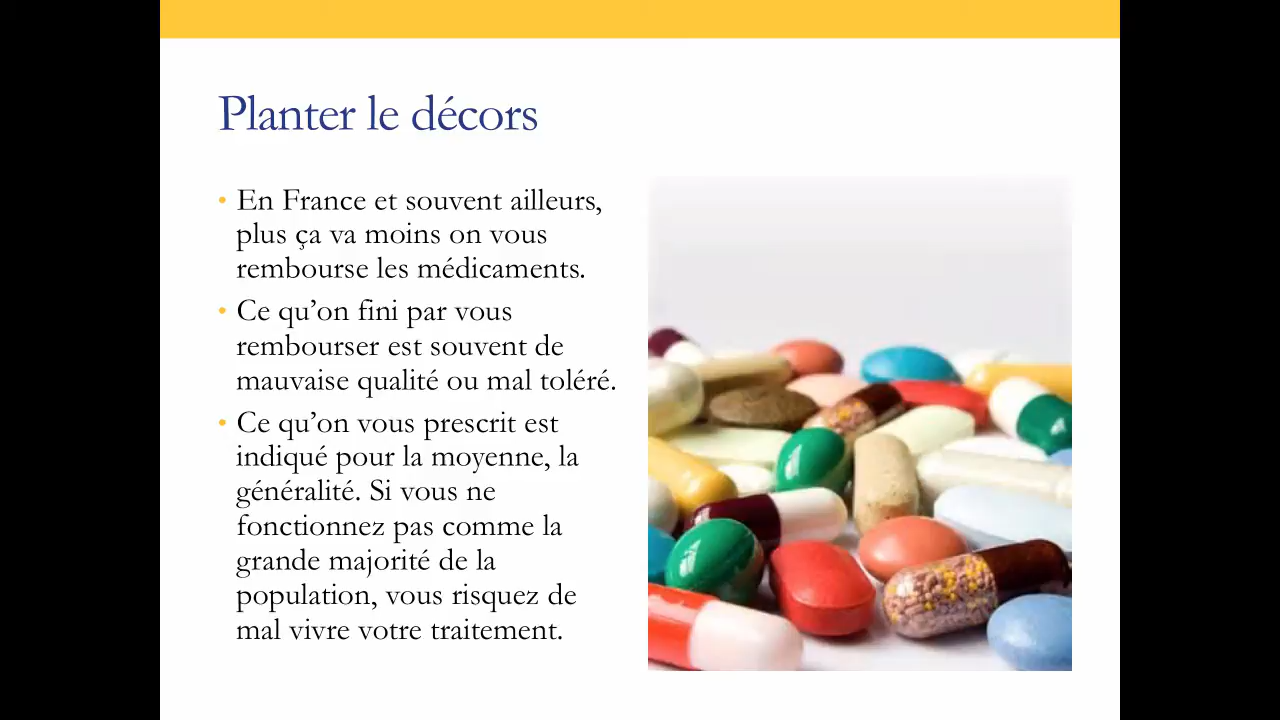 Planter le décors
• En France et souvent ailleurs,
plus ça va moins on vous
rembourse les médicaments.
• Ce qu’on fini par vous
rembourser est souvent de
mauvaise qualité ou mal toléré.
• Ce qu’on vous prescrit est
indiqué pour la moyenne, la
généralité. Si vous ne
fonctionnez pas comme la
grande majorité de la
population, vous risquez de
mal vivre votre traitement.